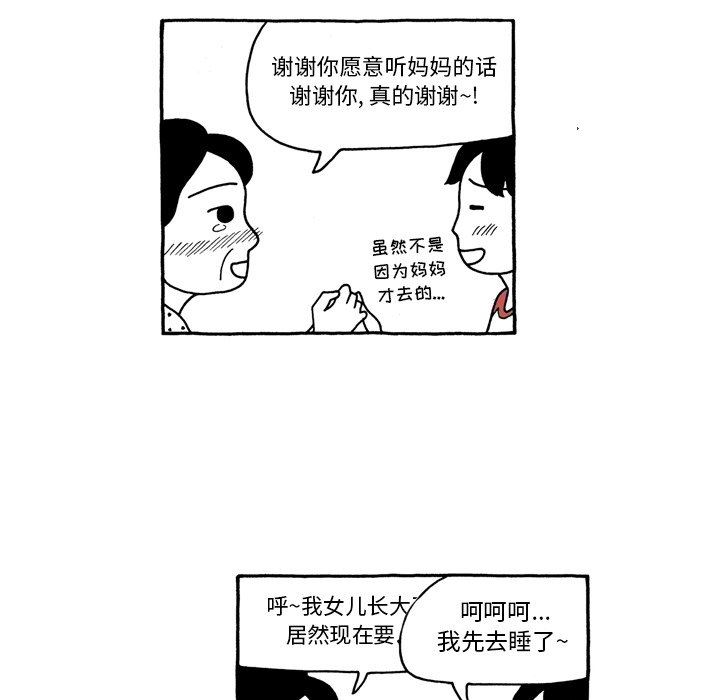 谢谢你愿意听妈妈的话
谢谢你, 真的谢谢~!
虽然不是
因为妈妈
才去的...
呼~我女儿长大
居然现在要
呵呵呵...
我先去睡了~